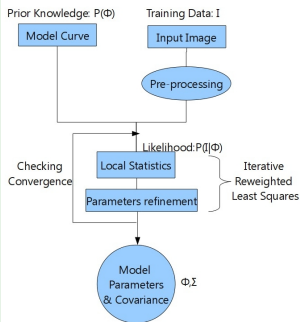 Prior Knowledge: P(Φ)
Training Data: I
Model Curve
Input Image
Pre-processing
Likelihood:P(I|Φ)
Checking
Convergence
Local Statistics
Parameters refinement
Iterative
Reweighted
Least Squares
Model
Parameters
& Covariance
Φ,Σ